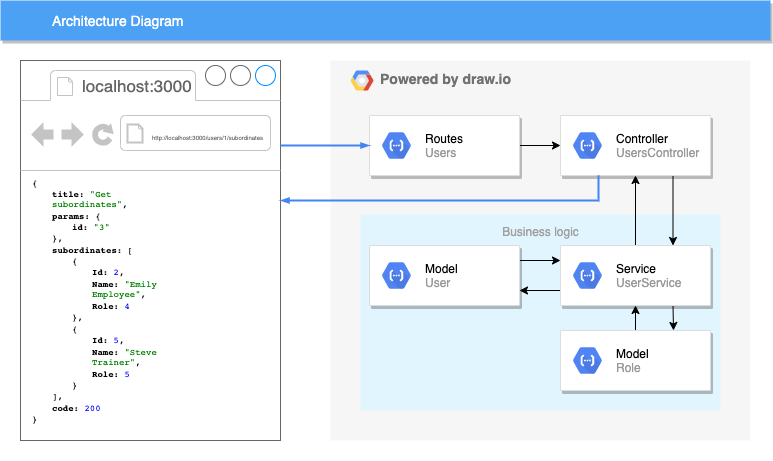 Architecture Diagram
localhost:3000
http://localhost:3000/users/1/subordinates
{
title: "Get
subordinates",
params: {
id: "3"
},
subordinates: [
{
Id: 2,
Name: "Emily
Employee",
Role: 4
},
{
Id: 5,
Name: "Steve
Trainer",
Role: 5
}
],
code: 200
}
Powered by draw.io
Routes
Users
Controller
UsersController
Business logic
Model
User
Service
UserService
Model
Role